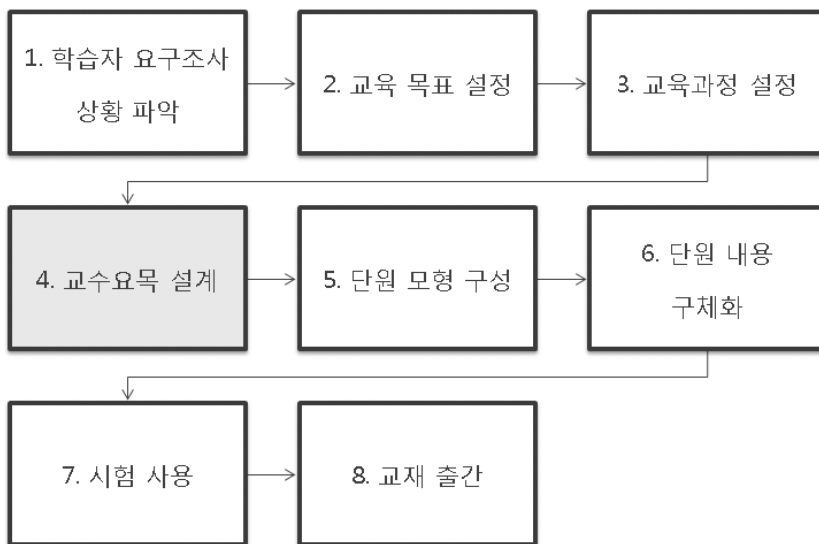 1. 학습자 요구조사
상황 파악
2. 교육 목표 설정
3. 교육과정 설정
4. 교수요목 설계
5. 단원 모형 구성
6. 단원 내용
구체화
7. 시험 사용
8. 교재 출간